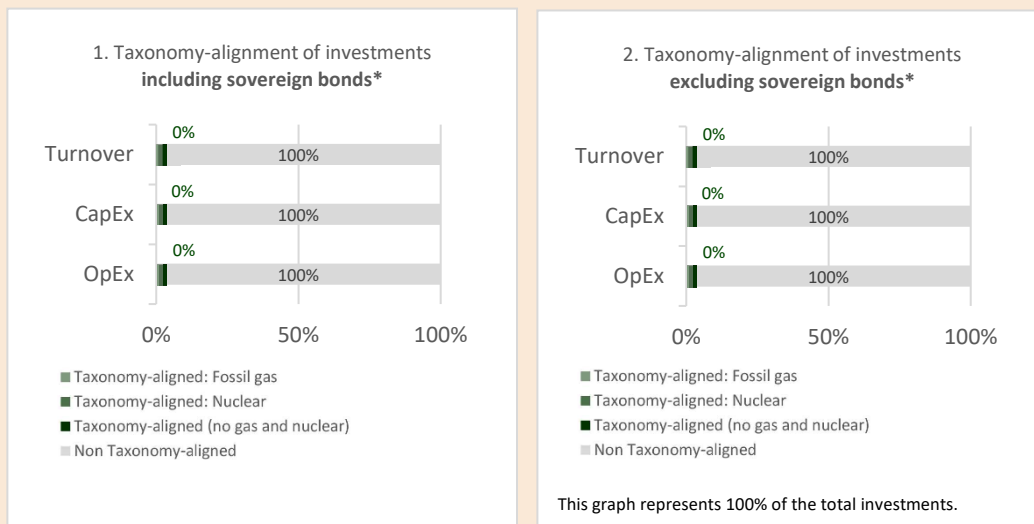 1. Taxonomy-alignment of investments
including sovereign bonds*
0%
Turnover
100%
0%
CapEx
100%
0%
OpEx
100%
0%
50%
100%
Taxonomy-aligned: Fossil gas
Taxonomy-aligned: Nuclear
Taxonomy-aligned (no gas and nuclear)
Non Taxonomy-aligned
2. Taxonomy-alignment of investments
excluding sovereign bonds*
0%
Turnover
100%
0%
CapEx
100%
0%
OpEx
100%
0%
50%
100%
Taxonomy-aligned: Fossil gas
Taxonomy-aligned: Nuclear
Taxonomy-aligned (no gas and nuclear)
Non Taxonomy-aligned
This graph represents 100% of the total investments.